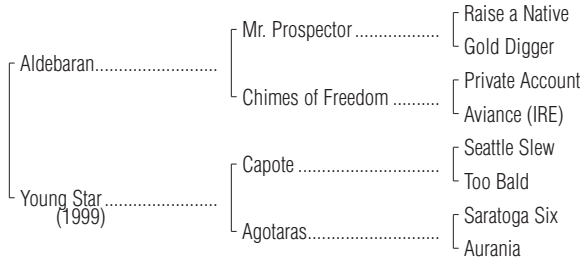 Raise a Native
Mr. Prospector ..................
Gold Digger
Aldebaran..........................
Private Account
Chimes of Freedom ..........
Aviance (IRE)
Seattle Slew
Capote ..............................
Too Bald
Young Star ........................
(1999)
Saratoga Six
Agotaras............................
Aurania